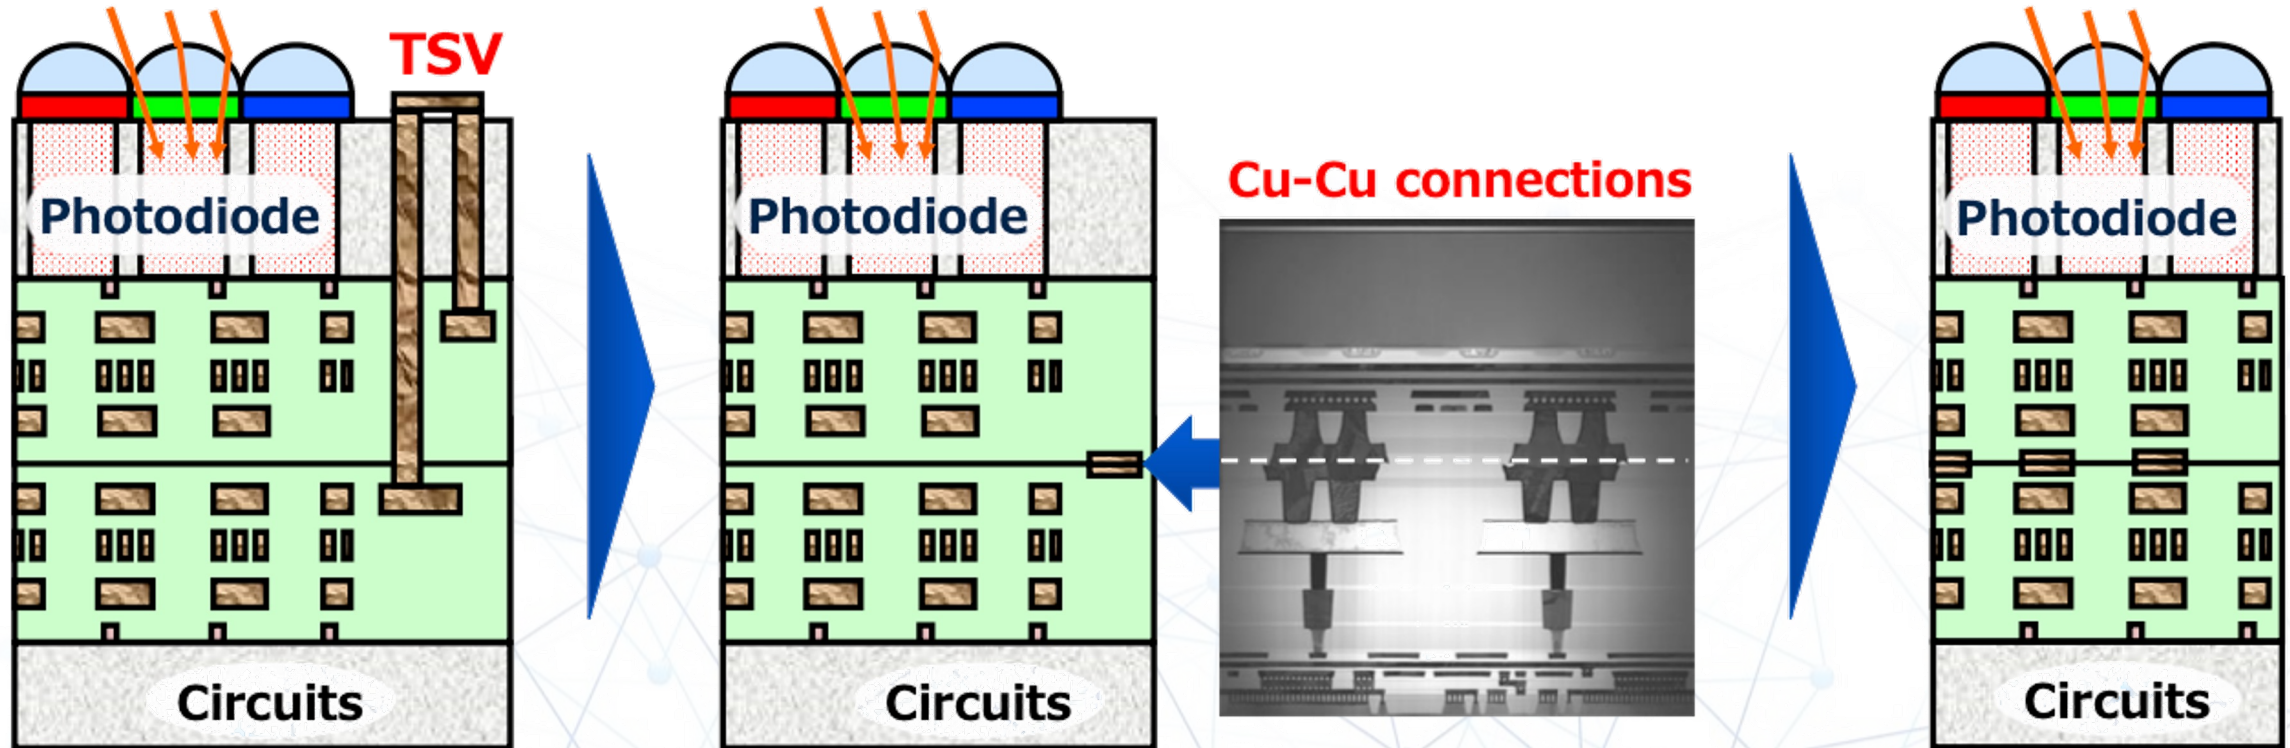 TSV
Photodiode
Circuits
Photodiode
Circuits
Cu-Cu connections
Photodiode
Circuits